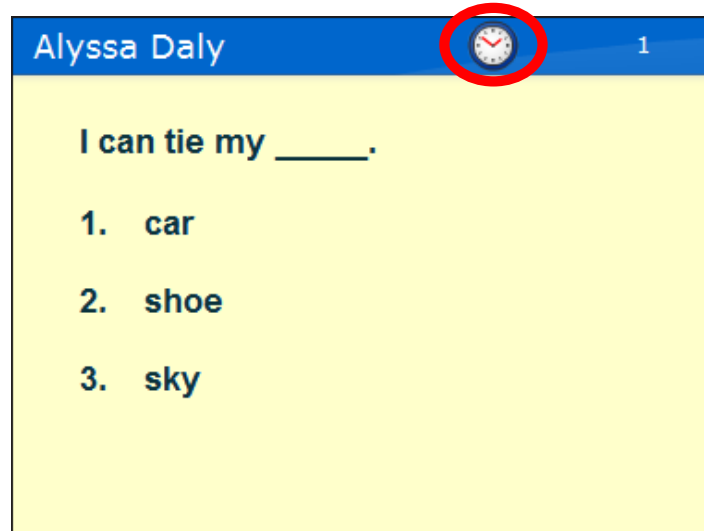 Alyssa Daly 1
I can tie my _____.
1. car
2. shoe
3. sky